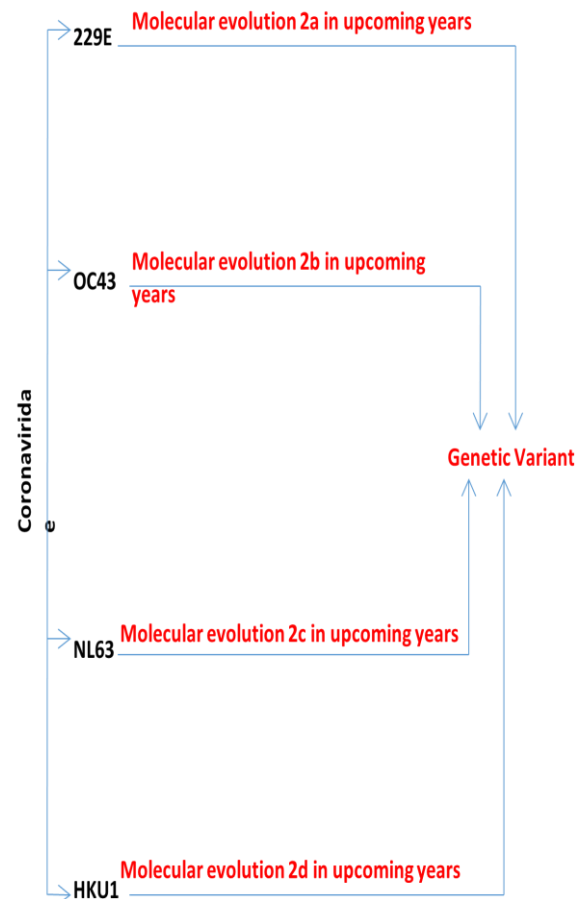 Molecular evolution 2a in upcoming years
229E
Molecular evolution 2b in upcoming
years
OC43
Coronavirida
e
Genetic Variant
Molecular evolution 2c in upcoming years
NL63
Molecular evolution 2d in upcoming years
HKU1